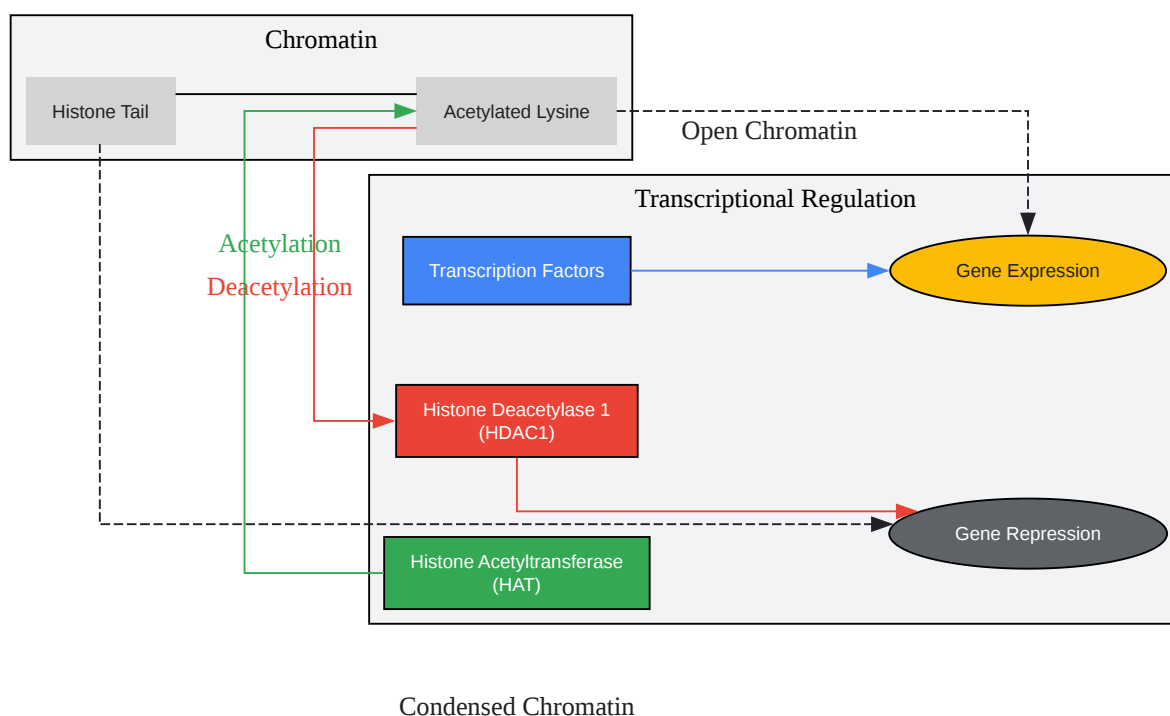 Chromatin
Histone Tail
Acetylated Lysine
Open Chromatin
Transcriptional Regulation
Acetylation
Deacetylation
Transcription Factors
Gene Expression
Histone Deacetylase 1
(HDAC1)
Gene Repression
Histone Acetyltransferase
(HAT)
Condensed Chromatin